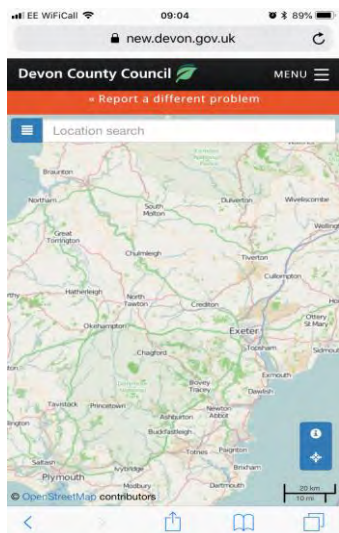 EE WiFiCall 09:04 89%
new.devon.gov.uk
Devon County Council MENU
« Report a different problem
Location search
Braunton
Northam
South
Molton
Dulverton
Wiveliscombe
Great
Torrington
Chulmleigh
Tiverton
Cullompton
Hatherleigh
North
Tawton
Crediton
Okehampton
Ottery
St Mary
Exeter
Chagford
Topsham
Exmouth
Bovey
Tracey
Dawlish
Tavistock
Princetown
Newton
Abbot
Ashburton
Buckfastleigh
Totnes
Paignton
Saltash
Ivybridge
Brixham
Plymouth
Modbury
Dartmouth
20 km
10 mi
© OpenStreetMap contributors